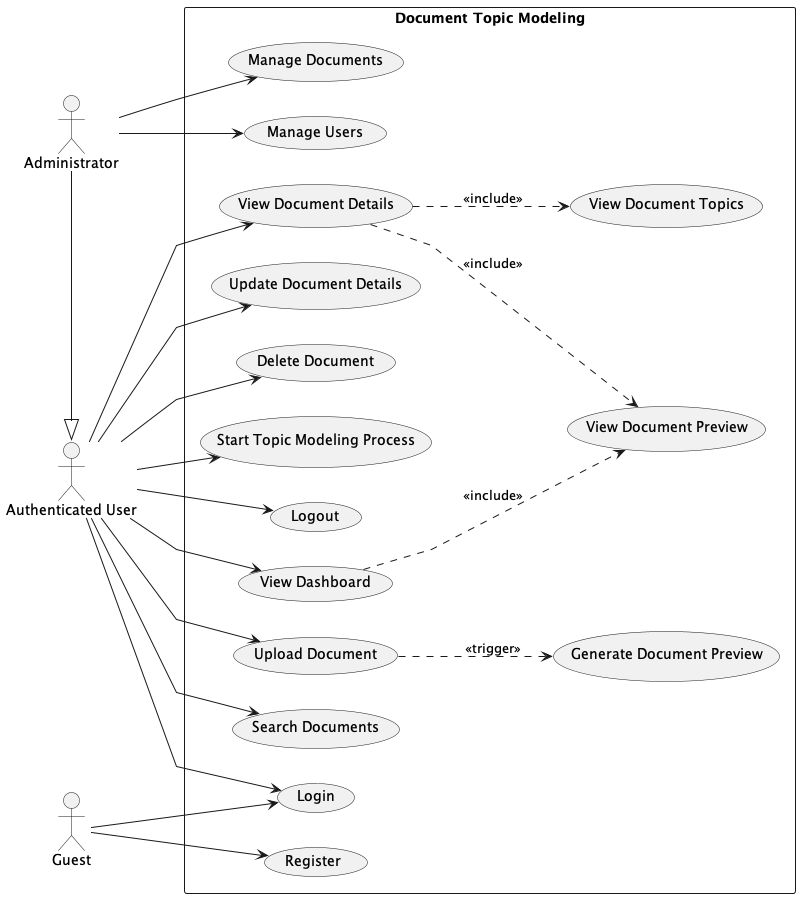 Document Topic Modeling
Manage Documents
Manage Users
Administrator
View Document Details
«include»
View Document Topics
«include»
Update Document Details
Delete Document
View Document Preview
Start Topic Modeling Process
«include»
Authenticated User
Logout
View Dashboard
Upload Document
«trigger»
Generate Document Preview
Search Documents
Login
Guest
Register